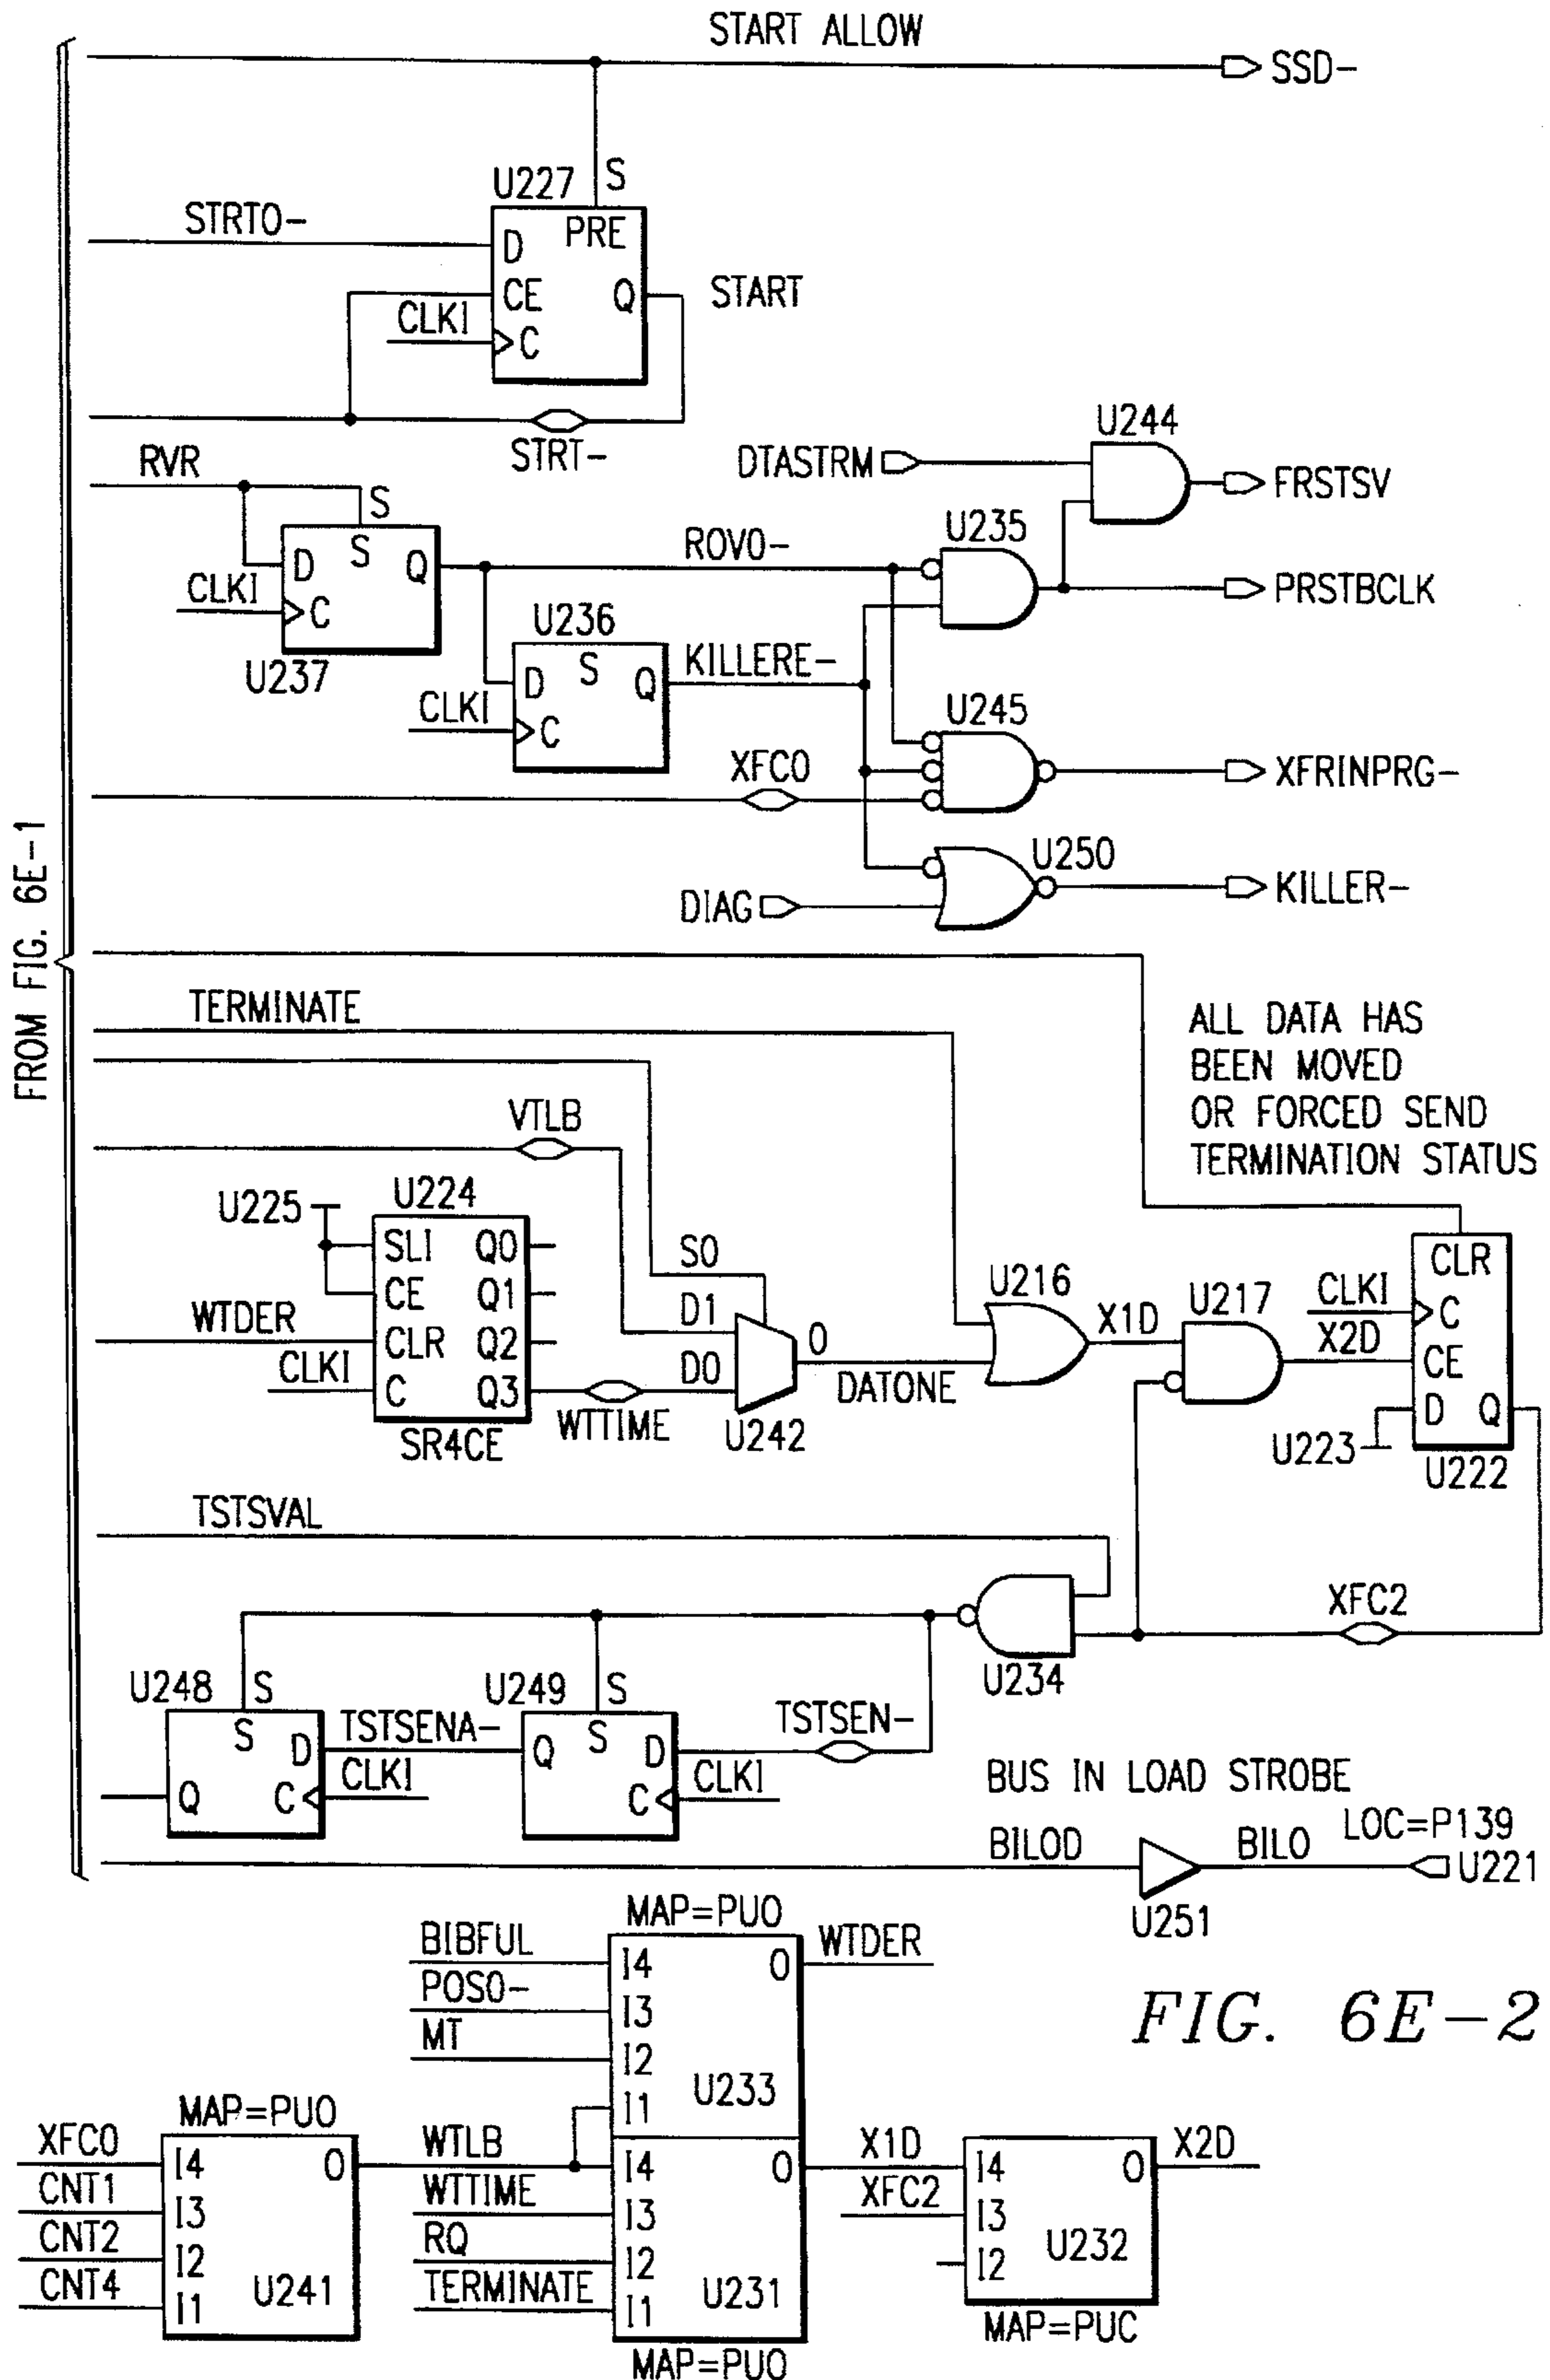 START ALLOW
SSD-
U227
S
STRTO-
D
PRE
CE
Q
START
CLKI
C
STRT-
U244
DTASTRM
FRSTSV
RVR
S
U235
D
S
Q
ROVO-
CLKI
C
PRSTBCLK
U236
U237
KILLERE-
D
S
Q
CLKI
C
U245
XFCO
XFRINPRG-
U250
DIAG
KILLER-
FROM FIG. 6E-1
TERMINATE
ALL DATA HAS
BEEN MOVED
OR FORCED SEND
TERMINATION STATUS
VTLB
U225
U224
SLI
Q0
CE
Q1
WTDER
CLR
Q2
CLKI
C
Q3
SR4CE
WTTIME
S0
D1
D0
O
U242
DATONE
U216
X1D
U217
X2D
CLR
CLKI
C
CE
D
Q
U223
U222
TSTSVAL
XFC2
U234
U248
S
U249
S
S
D
TSTSENA-
Q
S
D
TSTSEN-
Q
C
CLKI
C
CLKI
BUS IN LOAD STROBE
LOC=P139
BILOD
BILO
U221
U251
MAP=PUO
BIBFUL
I4
O
WTDER
POSO-
I3
MT
I2
U233
I1
FIG. 6E-2
MAP=PUO
XFCO
I4
O
CNT1
I3
CNT2
I2
CNT4
I1
U241
WTLB
I4
O
WTTIME
I3
RQ
I2
TERMINATE
I1
U231
MAP=PUO
X1D
I4
O
X2D
XFC2
I3
I2
U232
MAP=PUC